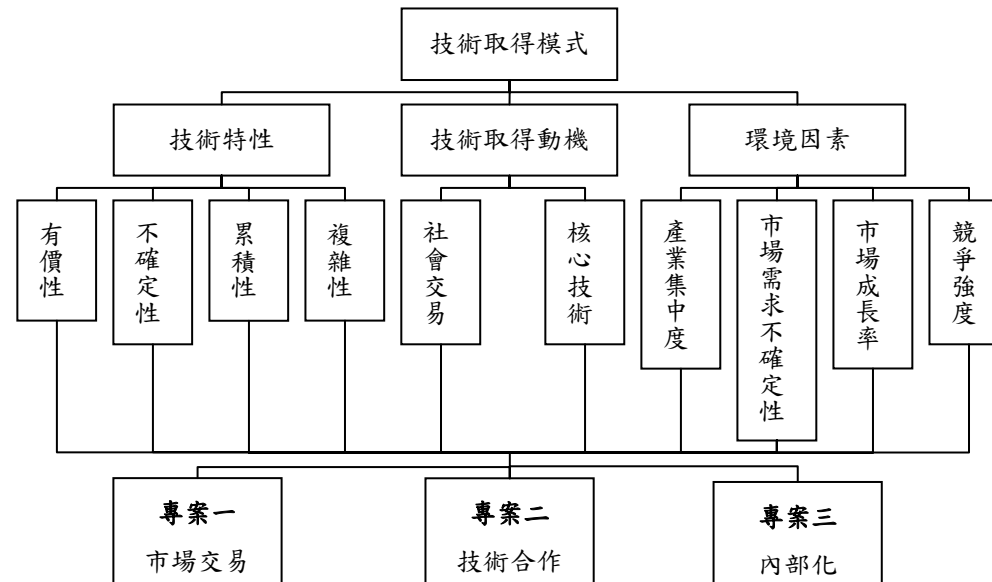 技術取得模式
技術特性
技術取得動機
環境因素
有價性
不確定性
累積性
複雜性
社會交易
核心技術
產業集中度
市場需求不確定性
市場成長率
競爭強度
專案一
市場交易
專案二
技術合作
專案三
內部化